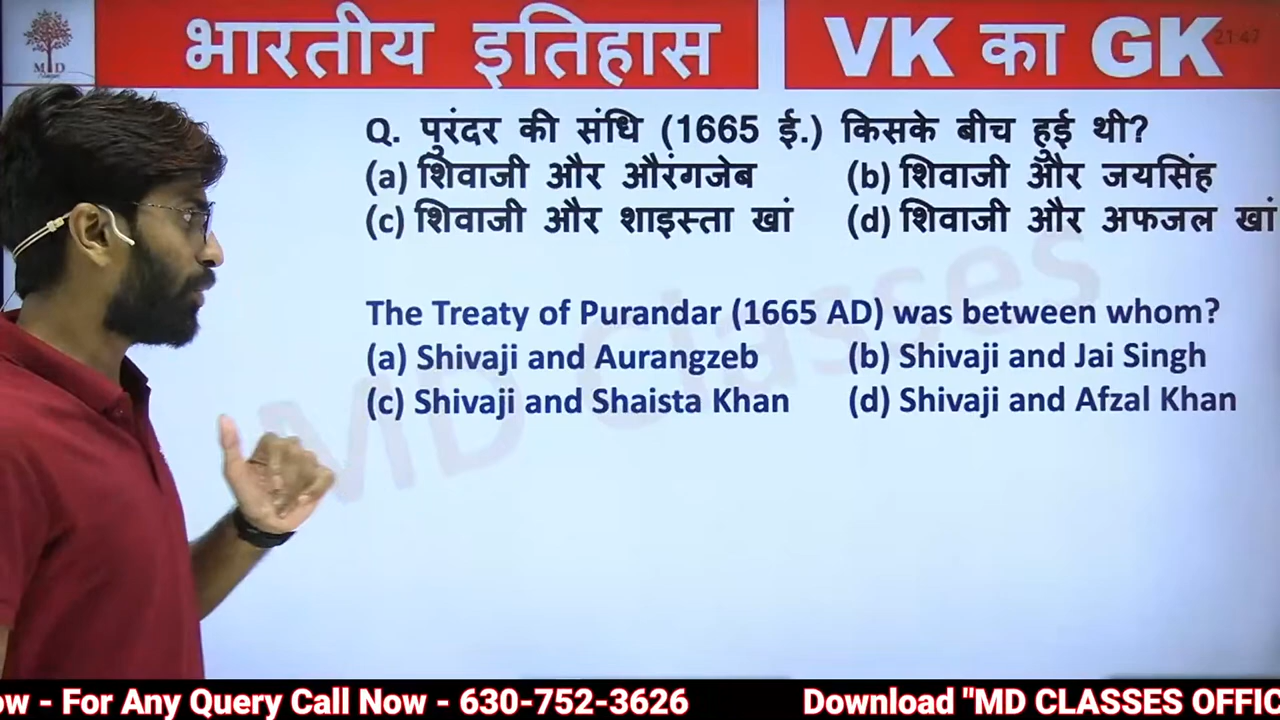 भारतीय इतिहास
VK का GK
21:47
MD
Q. पुरंदर की संधि (1665 ई.) किसके बीच हुई थी?
(a) शिवाजी और औरंगजेब (b) शिवाजी और जयसिंह
(c) शिवाजी और शाइस्ता खां (d) शिवाजी और अफजल खां
The Treaty of Purandar (1665 AD) was between whom?
(a) Shivaji and Aurangzeb (b) Shivaji and Jai Singh
(c) Shivaji and Shaista Khan (d) Shivaji and Afzal Khan
MD Classes
ow - For Any Query Call Now - 630-752-3626 Download "MD CLASSES OFFIC